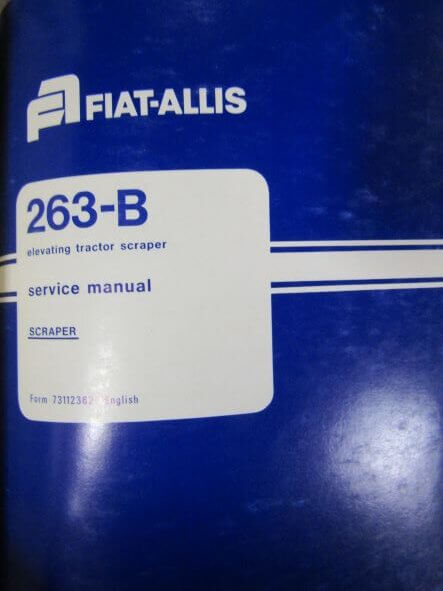 FIAT-ALLIS
263-B
elevating tractor scraper
service manual
SCRAPER
Form 73112362 English